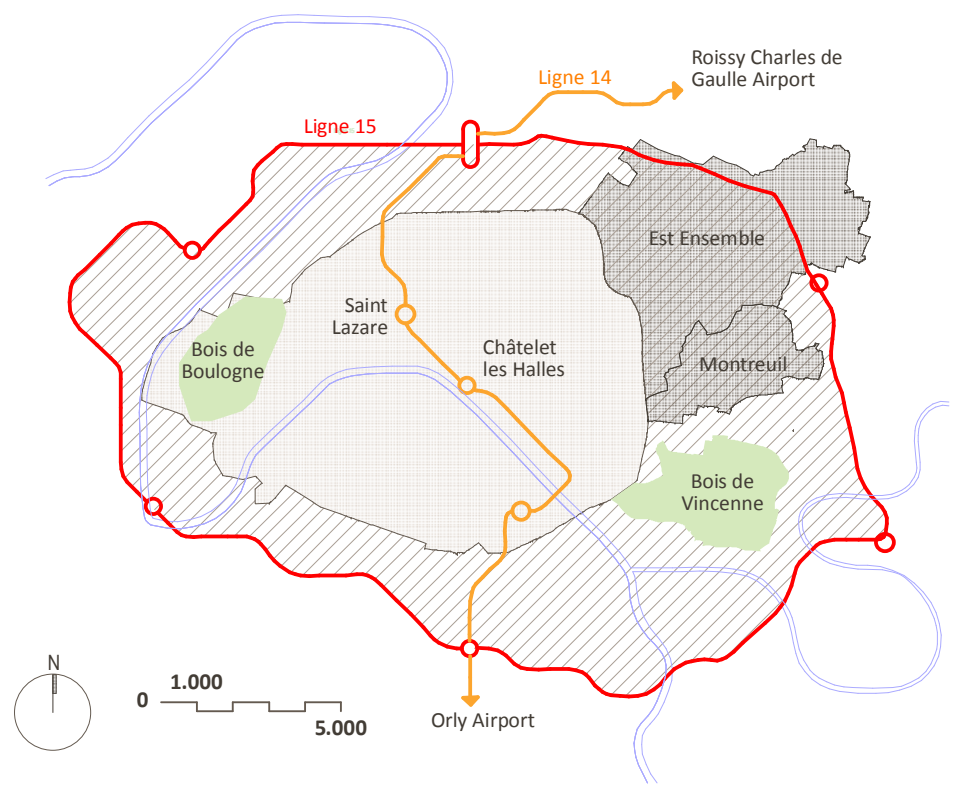 Roissy Charles de
Gaulle Airport
Ligne 14
Ligne 15
Est Ensemble
Saint
Lazare
Châtelet
les Halles
Bois de
Boulogne
Montreuil
Bois de
Vincenne
N
0
1.000
5.000
Orly Airport